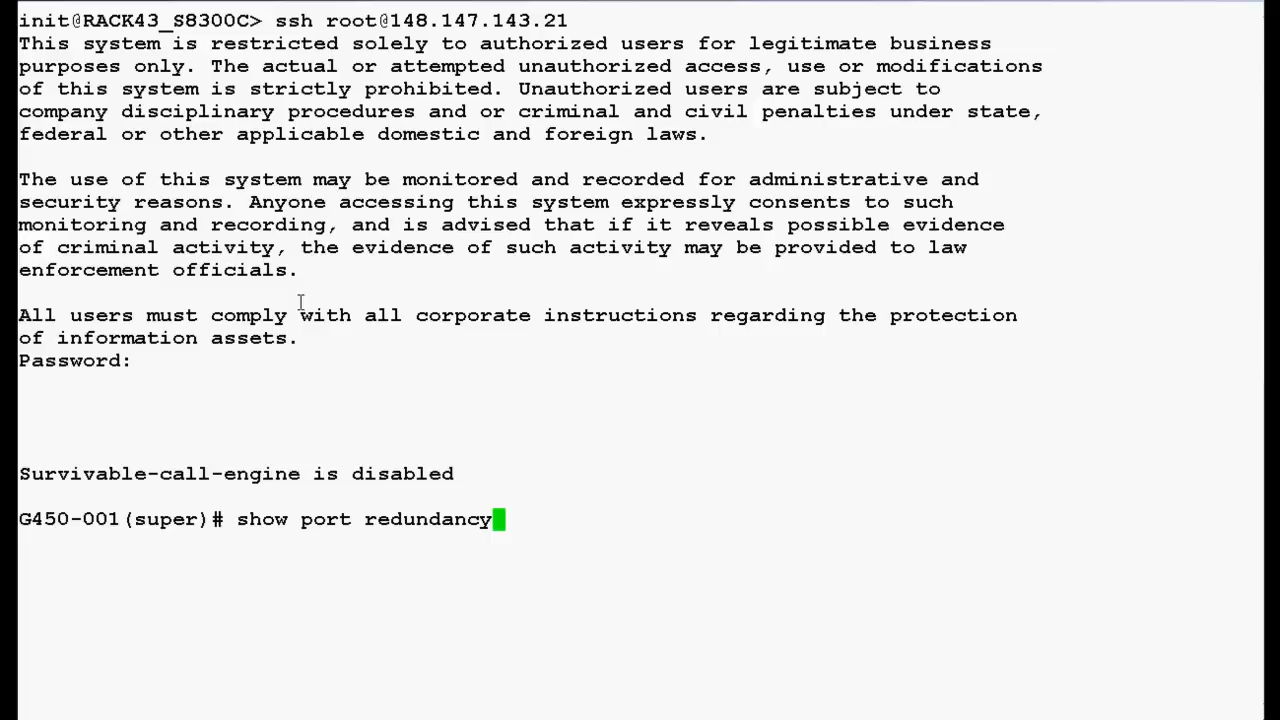 init@RACK43_S8300C> ssh root@148.147.143.21
This system is restricted solely to authorized users for legitimate business
purposes only. The actual or attempted unauthorized access, use or modifications
of this system is strictly prohibited. Unauthorized users are subject to
company disciplinary procedures and or criminal and civil penalties under state,
federal or other applicable domestic and foreign laws.

The use of this system may be monitored and recorded for administrative and
security reasons. Anyone accessing this system expressly consents to such
monitoring and recording, and is advised that if it reveals possible evidence
of criminal activity, the evidence of such activity may be provided to law
enforcement officials.

All users must comply with all corporate instructions regarding the protection
of information assets.
Password:

Survivable-call-engine is disabled

G450-001(super)# show port redundancy